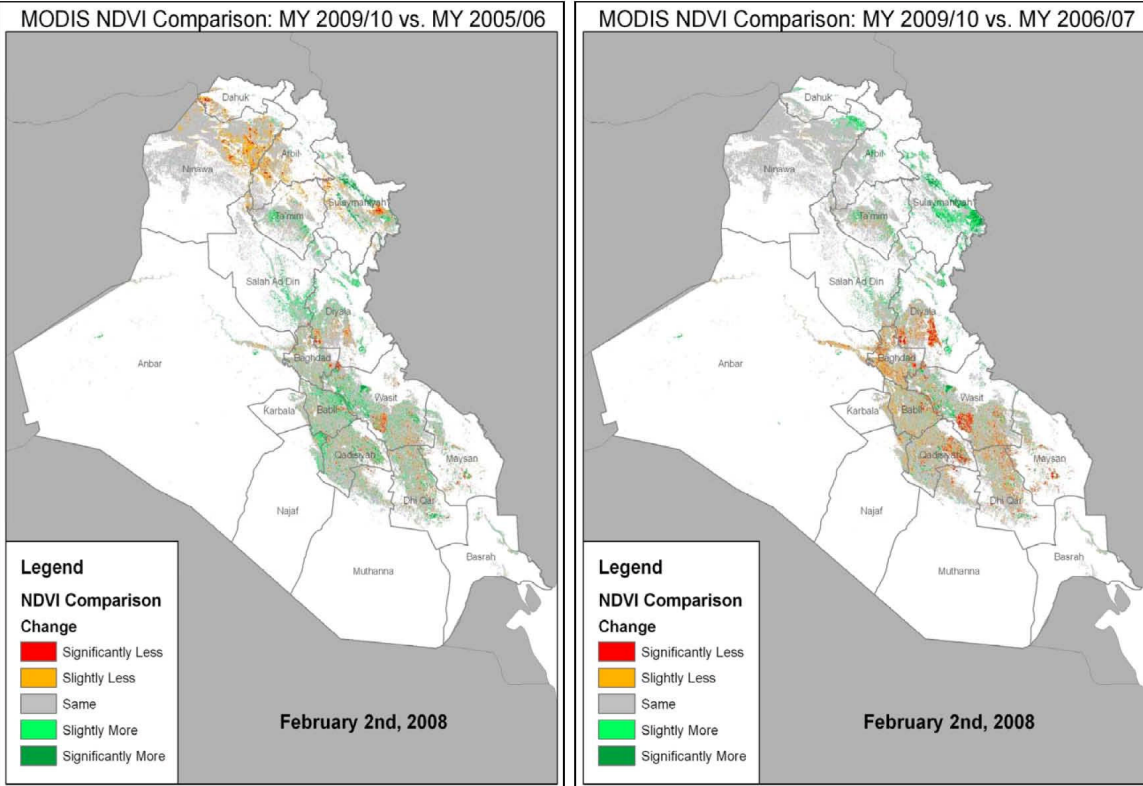 MODIS NDVI Comparison: MY 2009/10 vs. MY 2005/06
Dahuk
Arbil
Ninawa
Sulaymaniyah
Ta'mim
Salah Ad Din
Diyala
Baghdad
Anbar
Wasit
Karbala
Babil
Qadisiyah
Maysan
Dhi Qar
Najaf
Basrah
Muthanna
Legend
NDVI Comparison
Change
Significantly Less
Slightly Less
Same
Slightly More
Significantly More
February 2nd, 2008
MODIS NDVI Comparison: MY 2009/10 vs. MY 2006/07
Dahuk
Arbil
Ninawa
Sulaymaniyah
Ta'mim
Salah Ad Din
Diyala
Baghdad
Anbar
Wasit
Karbala
Babil
Qadisiyah
Maysan
Dhi Qar
Najaf
Basrah
Muthanna
Legend
NDVI Comparison
Change
Significantly Less
Slightly Less
Same
Slightly More
Significantly More
February 2nd, 2008